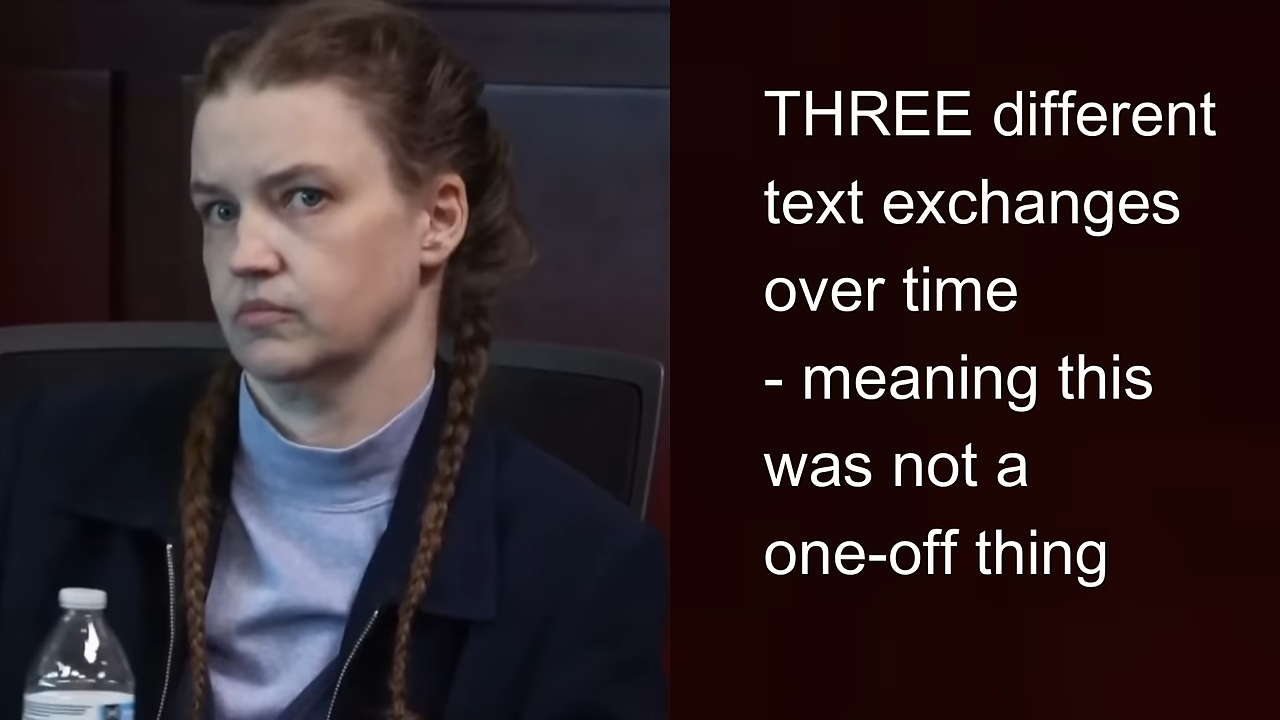 THREE different
text exchanges
over time
- meaning this
was not a
one-off thing